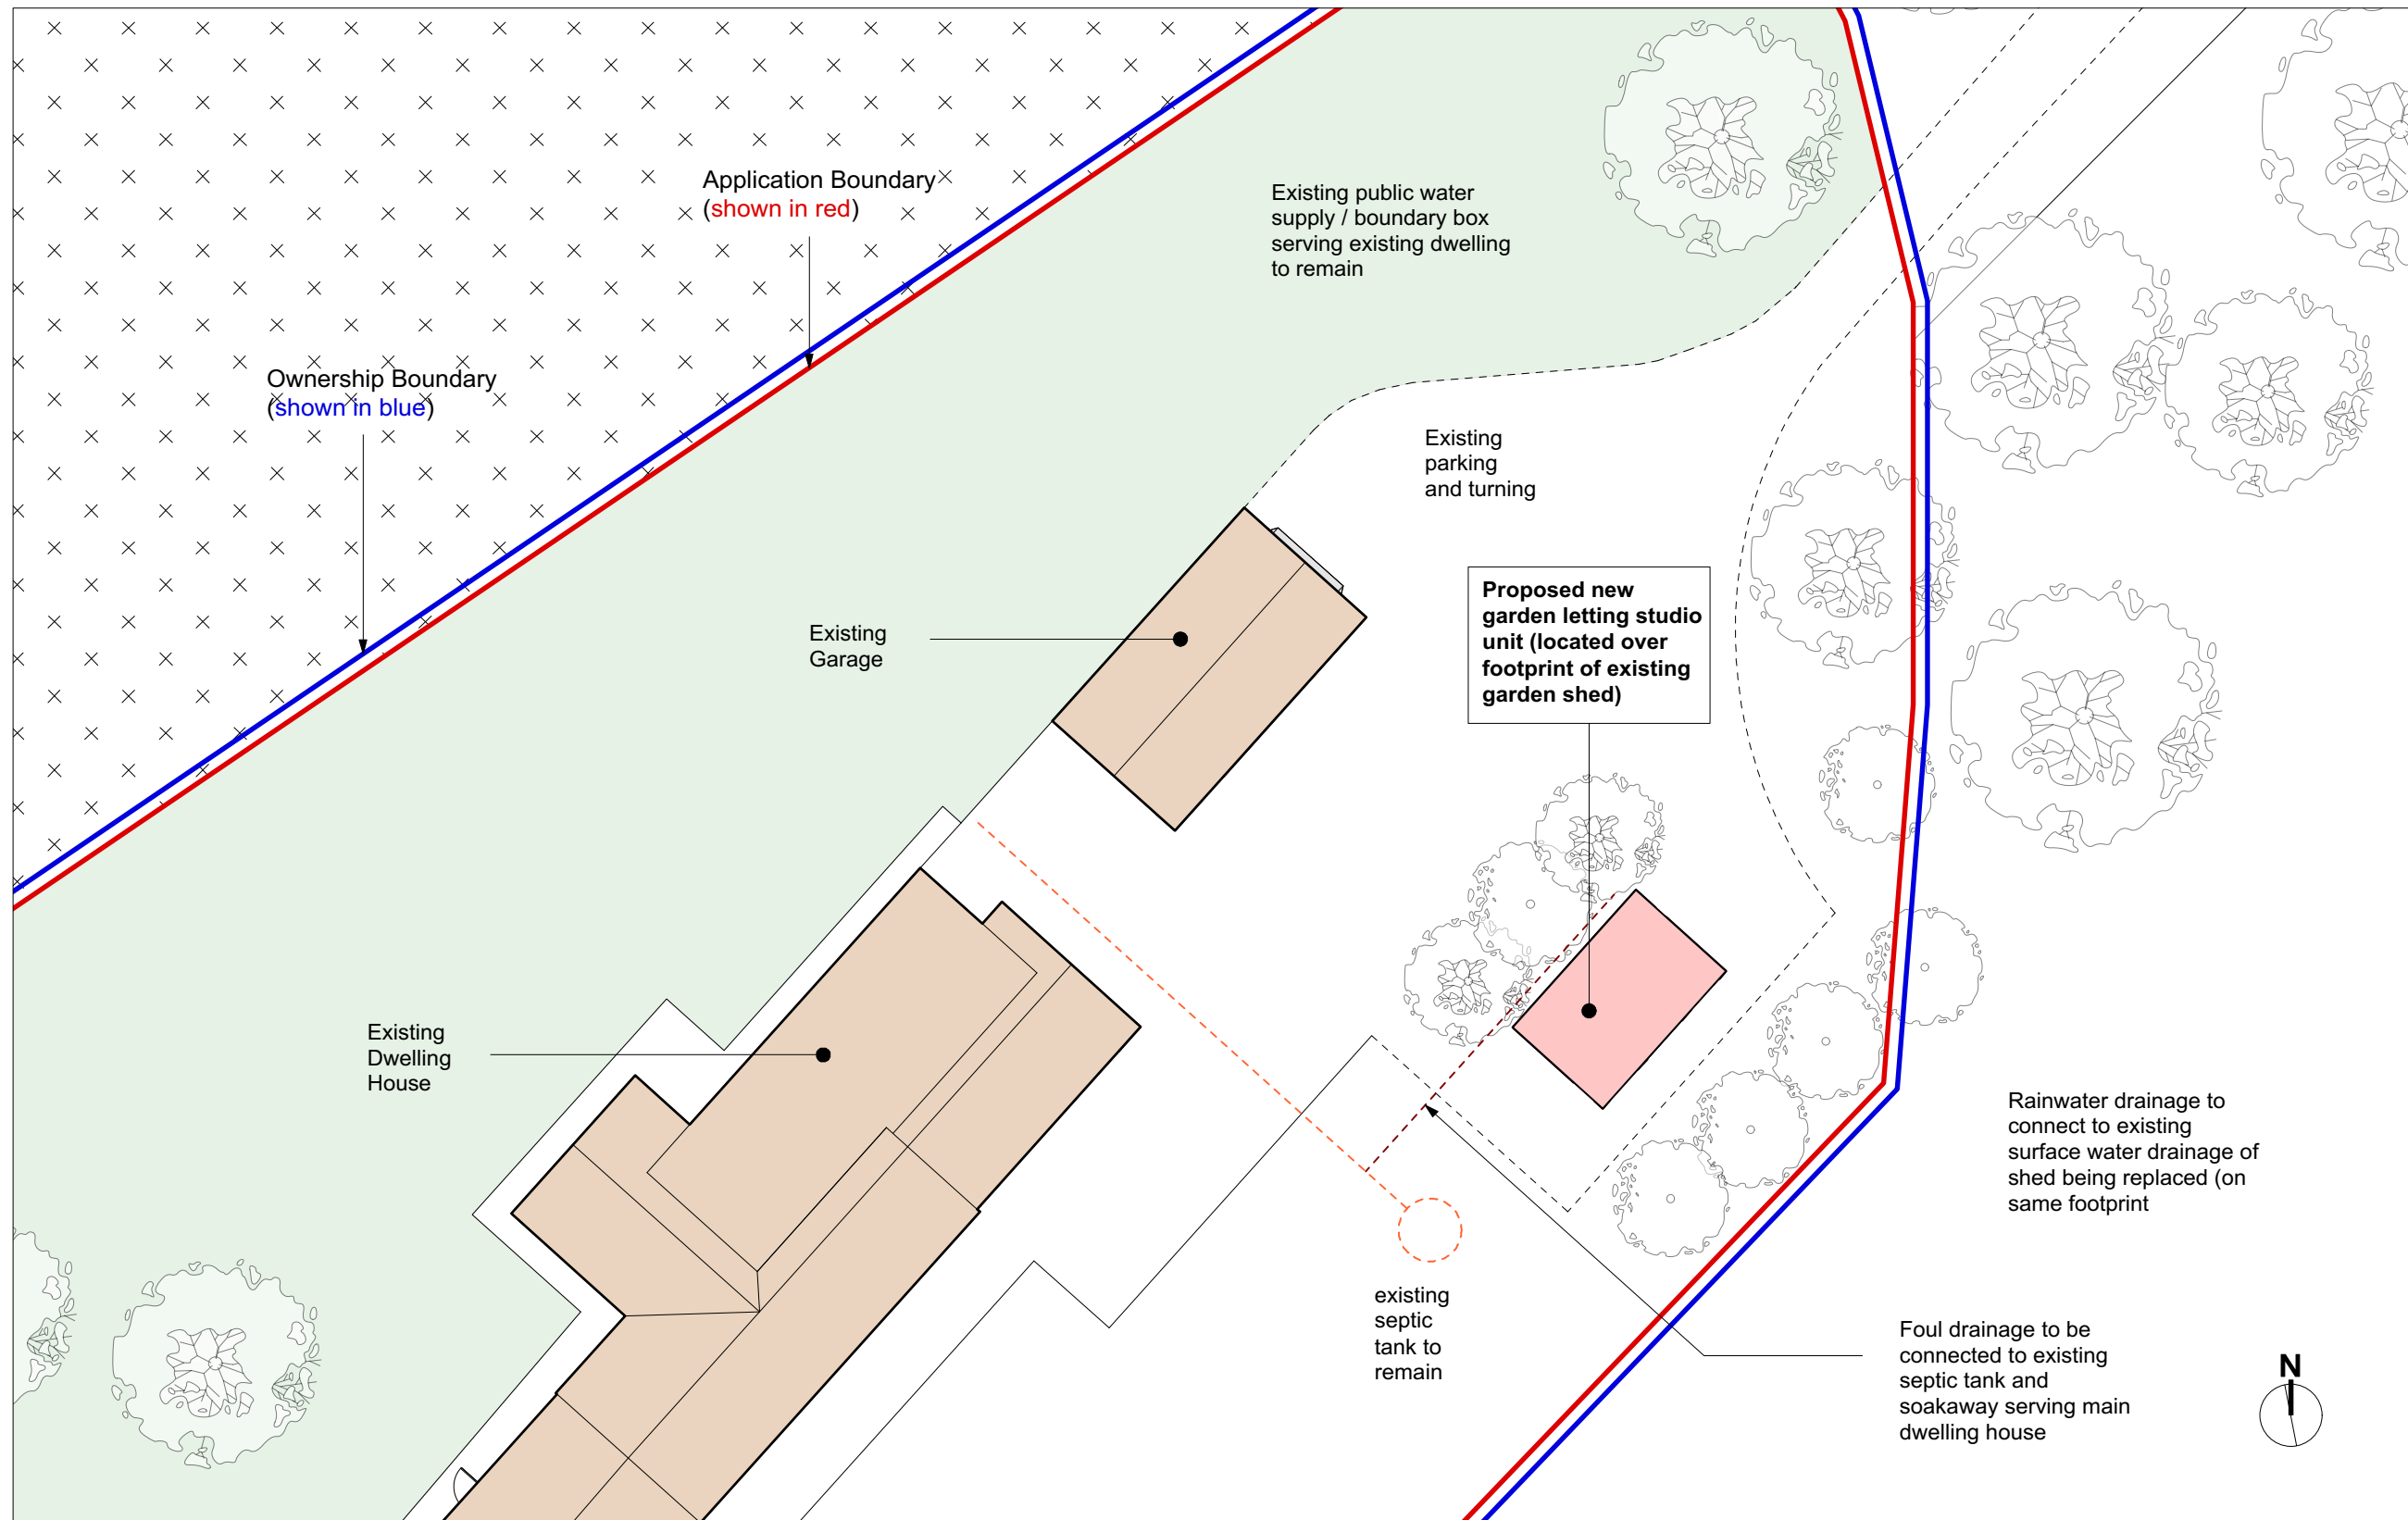 Application Boundary
(shown in red)
Existing public water
supply / boundary box
serving existing dwelling
to remain
Ownership Boundary
(shown in blue)
Existing
parking
and turning
Proposed new
garden letting studio
unit (located over
footprint of existing
garden shed)
Existing
Garage
Existing
Dwelling
House
Rainwater drainage to
connect to existing
surface water drainage of
shed being replaced (on
same footprint
existing
septic
tank to
remain
Foul drainage to be
connected to existing
septic tank and
soakaway serving main
dwelling house
N